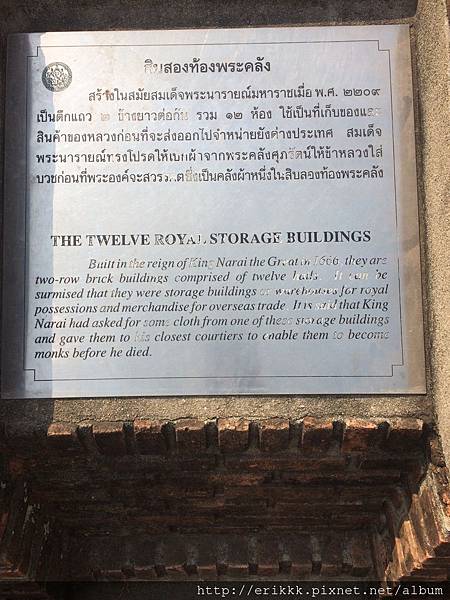 สิบสองท้องพระคลัง
สร้างในสมัยสมเด็จพระนารายณ์มหาราชเมื่อ พ.ศ. ๒๒๐๙
เป็นตึกแถว ๒ ข้างยาวต่อกัน รวม ๑๒ ห้อง ใช้เป็นที่เก็บของและ
สินค้าของหลวงก่อนที่จะส่งออกไปจำหน่ายยังต่างประเทศ สมเด็จ
พระนารายณ์ทรงโปรดให้เบิกผ้าจากพระคลังศุภรัตน์ให้ข้าหลวงใส่
บวชก่อนที่พระองค์จะสวรรคตซึ่งเป็นคลังผ้าหนึ่งในสิบสองท้องพระคลัง
THE TWELVE ROYAL STORAGE BUILDINGS
Built in the reign of King Narai the Great in 1666 they are
two-row brick buildings comprised of twelve halls. It can be
surmised that they were storage buildings or warehouses for royal
possessions and merchandise for overseas trade. It is said that King
Narai had asked for some cloth from one of these storage buildings
and gave them to his closest courtiers to enable them to become
monks before he died.
http://erikkk.pixnet.net/album